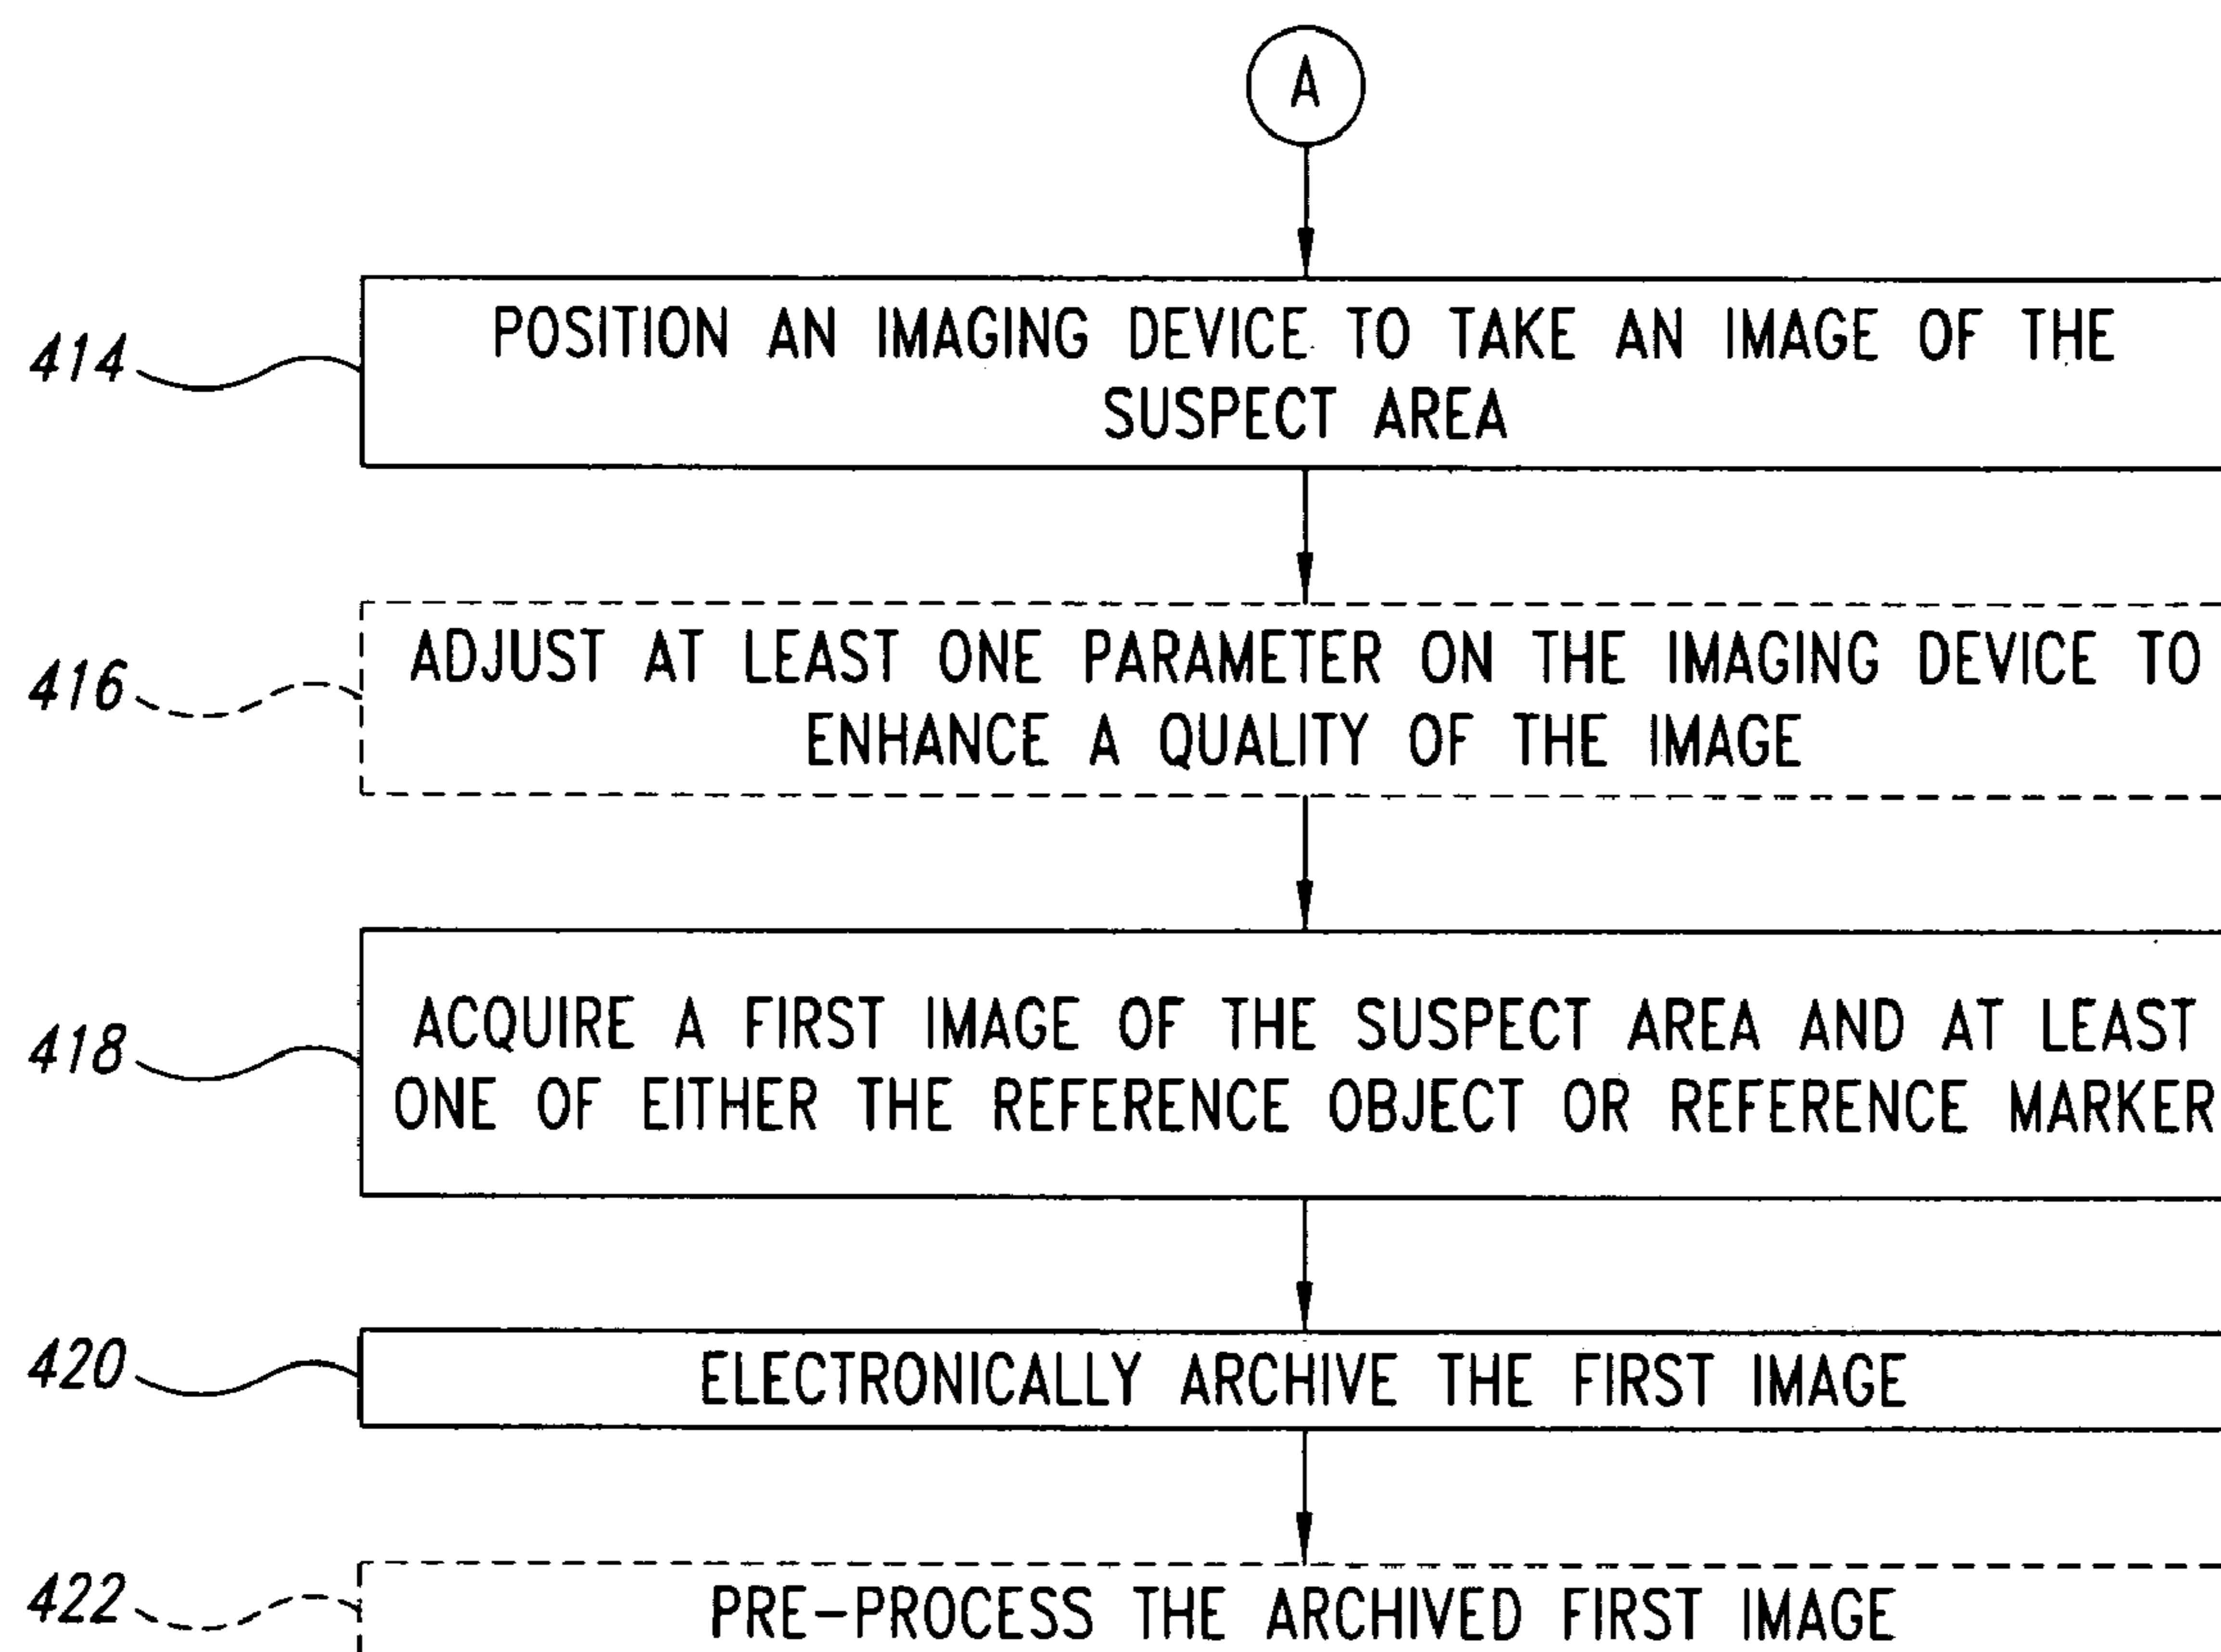 A
414
POSITION AN IMAGING DEVICE TO TAKE AN IMAGE OF THE
SUSPECT AREA
416
ADJUST AT LEAST ONE PARAMETER ON THE IMAGING DEVICE TO
ENHANCE A QUALITY OF THE IMAGE
418
ACQUIRE A FIRST IMAGE OF THE SUSPECT AREA AND AT LEAST
ONE OF EITHER THE REFERENCE OBJECT OR REFERENCE MARKER
420
ELECTRONICALLY ARCHIVE THE FIRST IMAGE
422
PRE-PROCESS THE ARCHIVED FIRST IMAGE